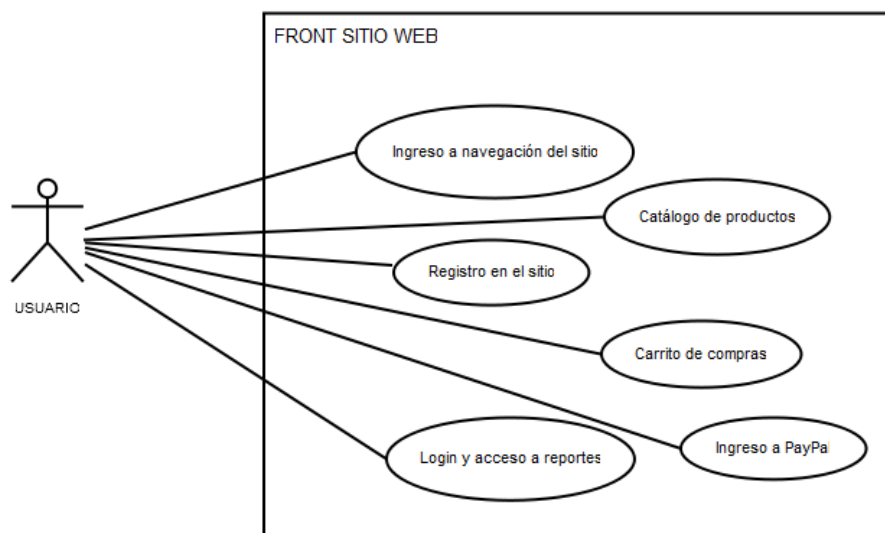 FRONT SITIO WEB
Ingreso a navegación del sitio
Catálogo de productos
Registro en el sitio
USUARIO
Carrito de compras
Ingreso a PayPal
Login y acceso a reportes